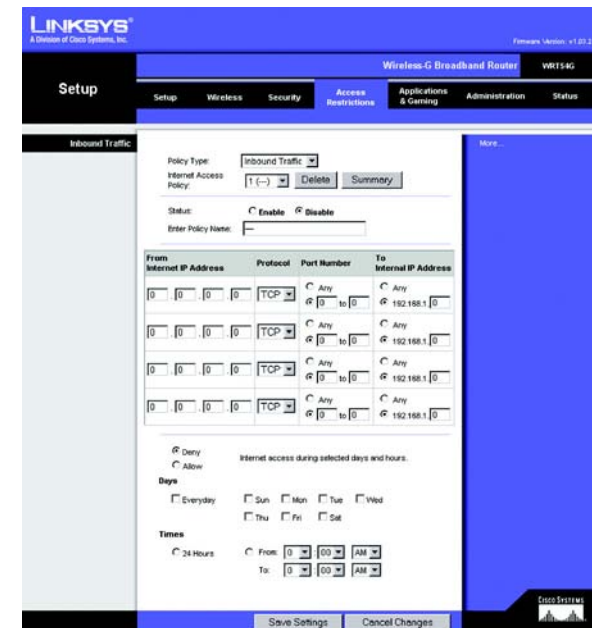 LINKSYS®
A Division of Cisco Systems, Inc.
Firmware Version: v1.03.2
Wireless-G Broadband Router WRT54G
Setup
Setup Wireless Security Access Restrictions Applications & Gaming Administration Status
Inbound Traffic
More...
Policy Type: Inbound Traffic
Internet Access Policy: 1 (---) Delete Summary
Status: Enable Disable
Enter Policy Name: ---
From Internet IP Address Protocol Port Number To Internal IP Address
0 . 0 . 0 . 0 TCP Any Any
0 to 0 192.168.1. 0
0 . 0 . 0 . 0 TCP Any Any
0 to 0 192.168.1. 0
0 . 0 . 0 . 0 TCP Any Any
0 to 0 192.168.1. 0
0 . 0 . 0 . 0 TCP Any Any
0 to 0 192.168.1. 0
Deny
Allow
Internet access during selected days and hours.
Days
Everyday Sun Mon Tue Wed
Thu Fri Sat
Times
24 Hours From: 0 : 00 AM
To: 0 : 00 AM
Save Settings Cancel Changes
CISCO SYSTEMS